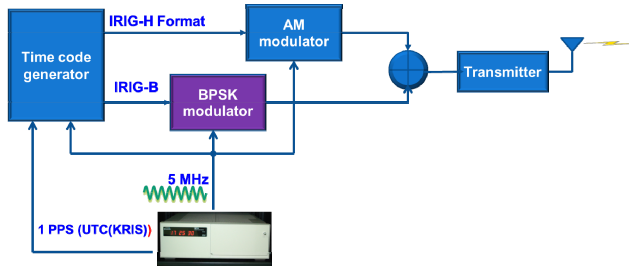 IRIG-H Format
AM
modulator
Time code
generator
Transmitter
IRIG-B
BPSK
modulator
5 MHz
1 PPS (UTC(KRIS))